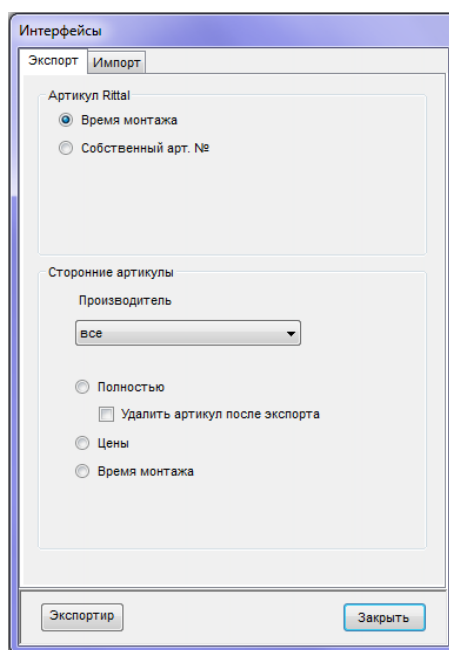 Интерфейсы
Экспорт Импорт
Артикул Rittal
Время монтажа
Собственный арт. №
Сторонние артикулы
Производитель
все
Полностью
Удалить артикул после экспорта
Цены
Время монтажа
Экспортир Закрыть